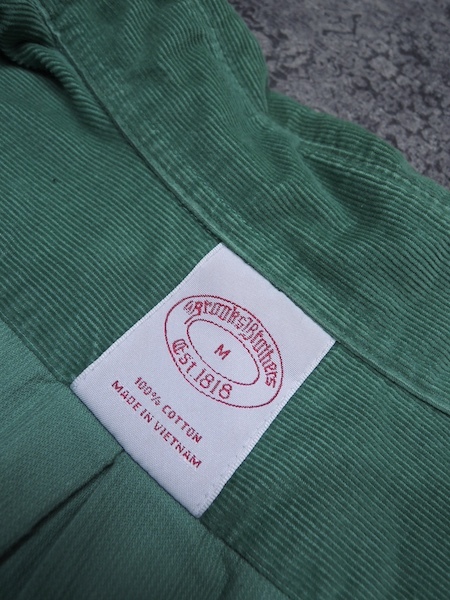 Brooks Brothers
M
EST. 1818
100% COTTON
MADE IN VIETNAM